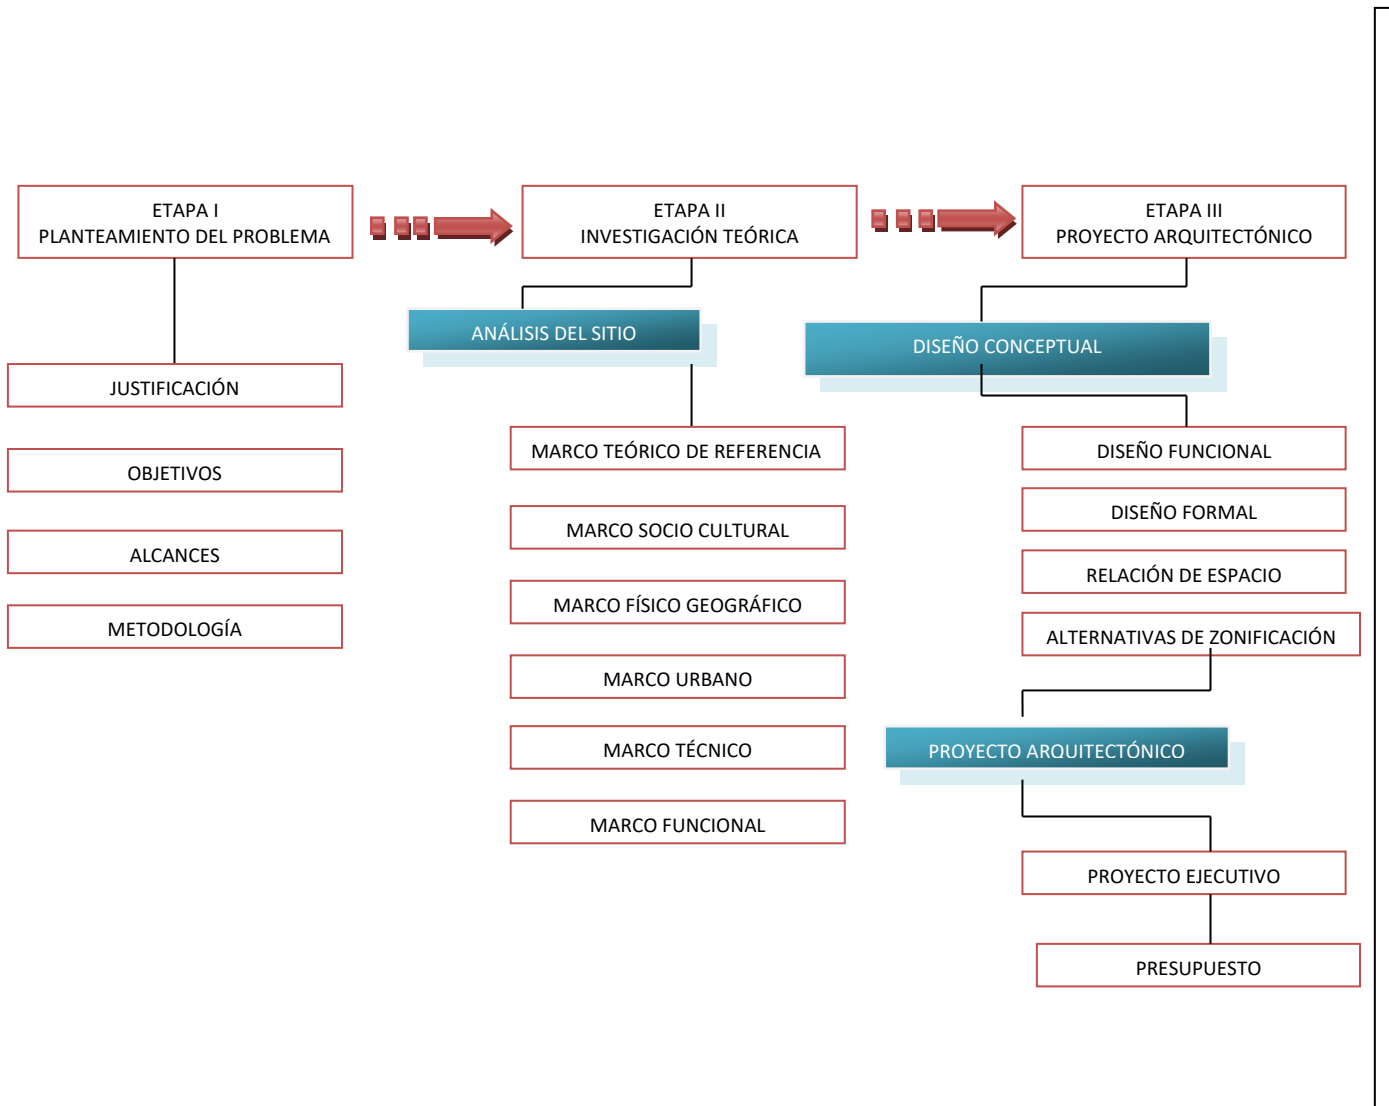 ETAPA I
PLANTEAMIENTO DEL PROBLEMA
JUSTIFICACIÓN
OBJETIVOS
ALCANCES
METODOLOGÍA
ETAPA II
INVESTIGACIÓN TEÓRICA
ANÁLISIS DEL SITIO
MARCO TEÓRICO DE REFERENCIA
MARCO SOCIO CULTURAL
MARCO FÍSICO GEOGRÁFICO
MARCO URBANO
MARCO TÉCNICO
MARCO FUNCIONAL
ETAPA III
PROYECTO ARQUITECTÓNICO
DISEÑO CONCEPTUAL
DISEÑO FUNCIONAL
DISEÑO FORMAL
RELACIÓN DE ESPACIO
ALTERNATIVAS DE ZONIFICACIÓN
PROYECTO ARQUITECTÓNICO
PROYECTO EJECUTIVO
PRESUPUESTO